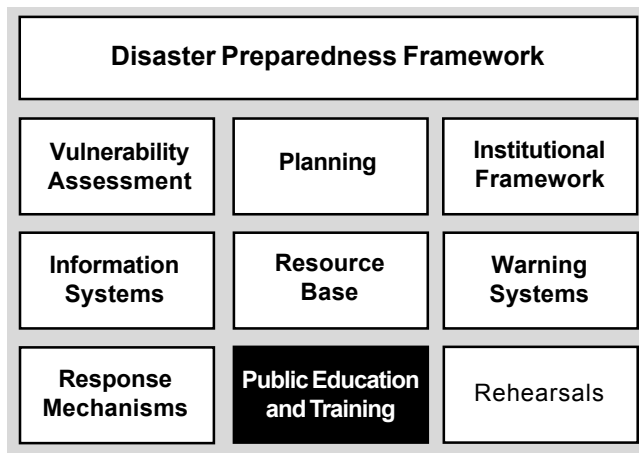 Disaster Preparedness Framework
Vulnerability
Assessment
Planning
Institutional
Framework
Information
Systems
Resource
Base
Warning
Systems
Response
Mechanisms
Public Education
and Training
Rehearsals